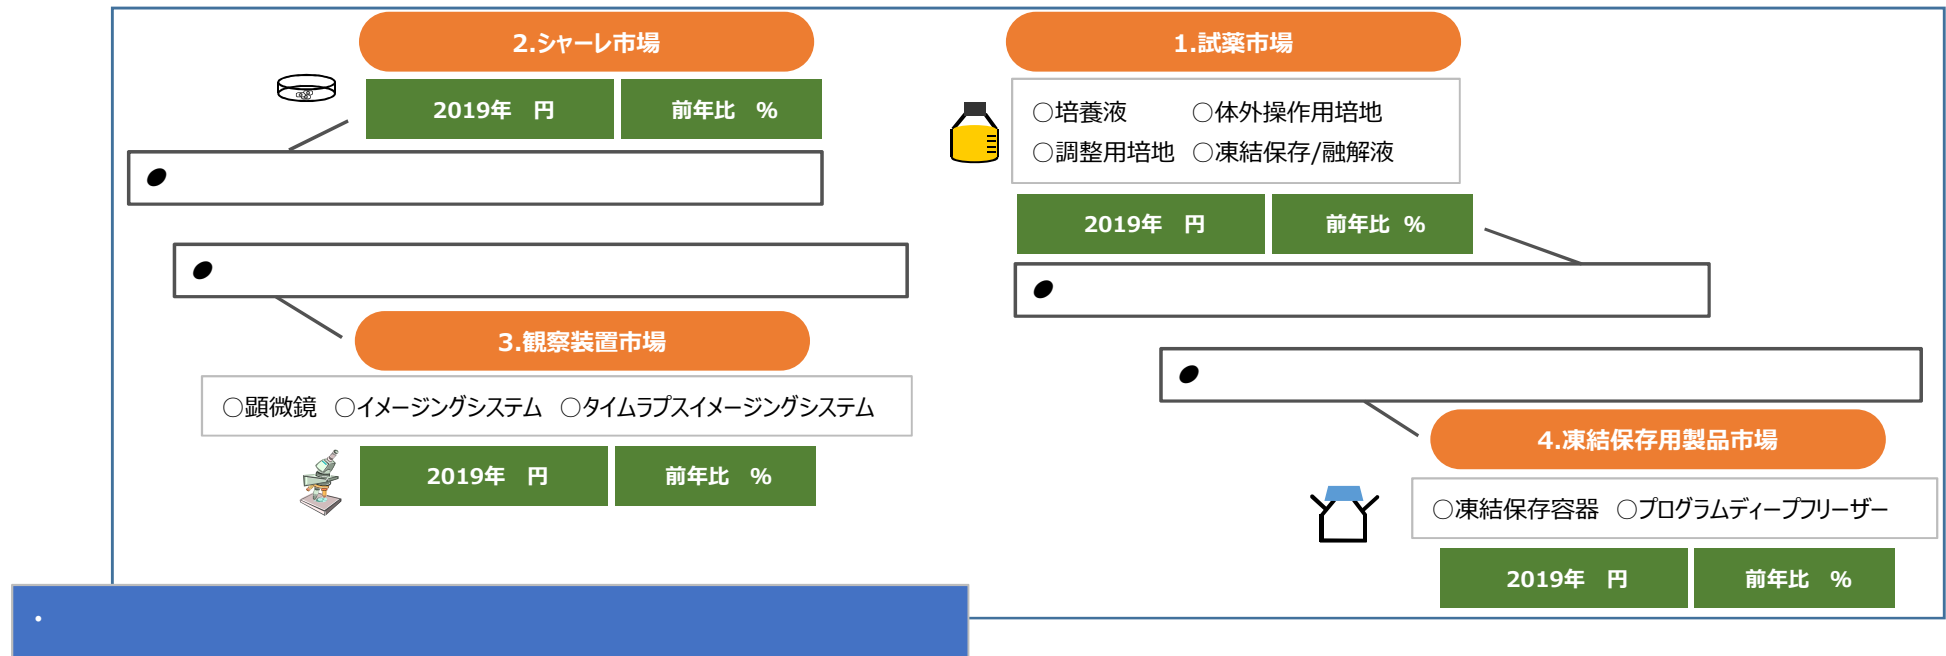 2.シャーレ市場
2019年　円
前年比　%
●
●
3.観察装置市場
○顕微鏡　○イメージングシステム　○タイムラプスイメージングシステム
2019年　円
前年比　%
1.試薬市場
○培養液　　　○体外操作用培地
○調整用培地　○凍結保存/融解液
2019年　円
前年比　%
●
●
4.凍結保存用製品市場
○凍結保存容器　○プログラムディープフリーザー
2019年　円
前年比　%
・